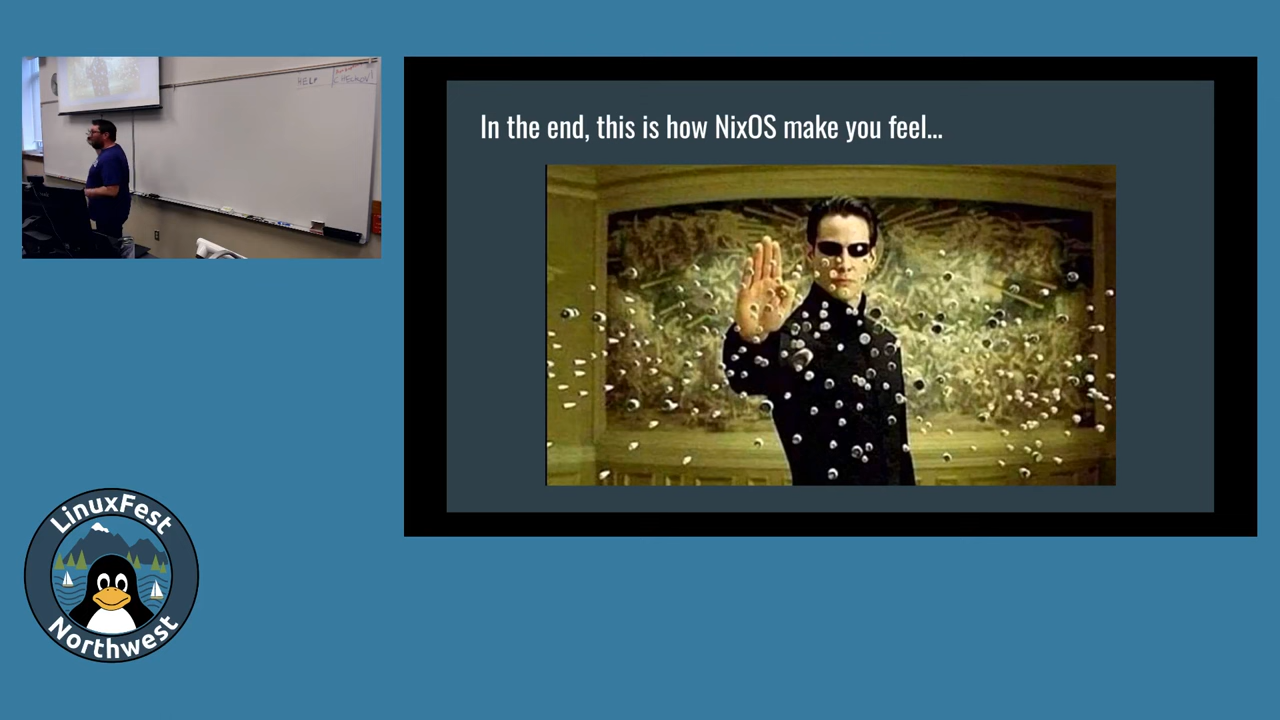 HELP
In the end, this is how NixOS make you feel...
LinuxFest
Northwest